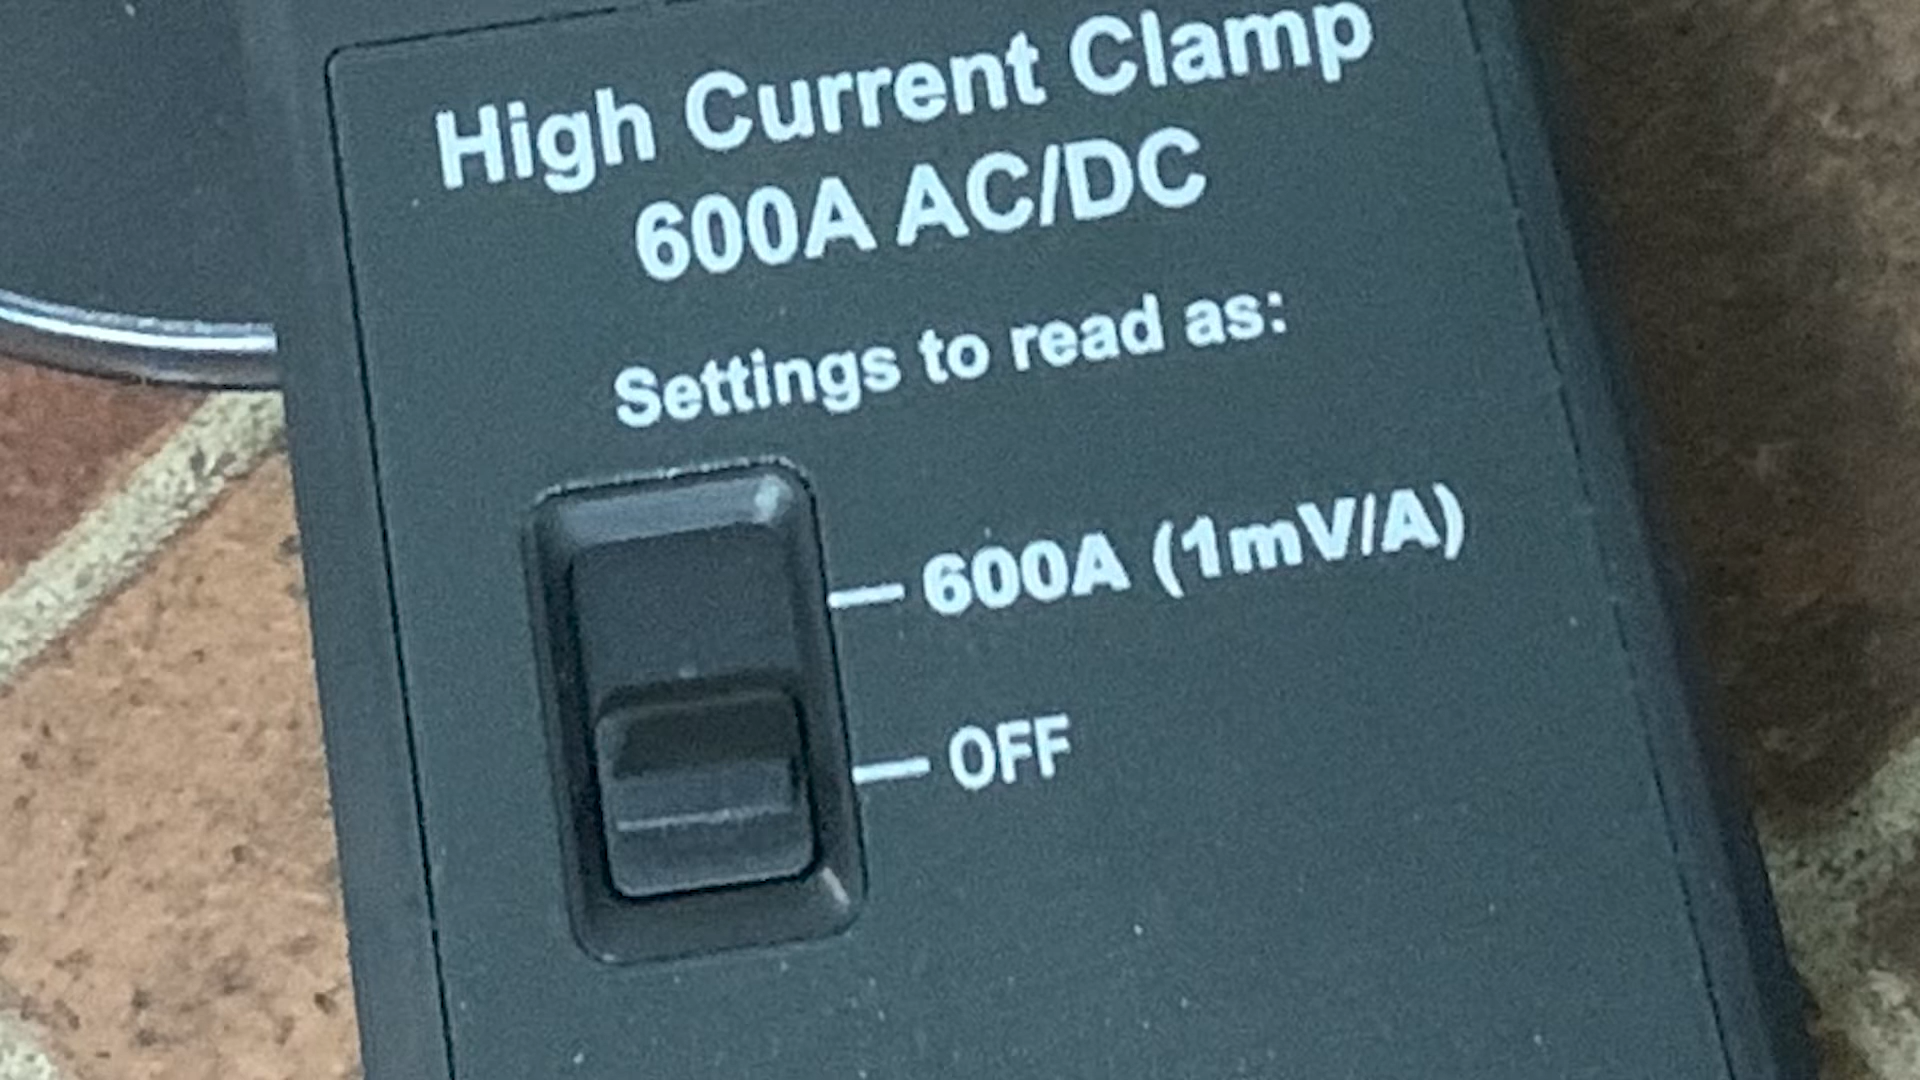 High Current Clamp
600A AC/DC
Settings to read as:
600A (1mV/A)
OFF